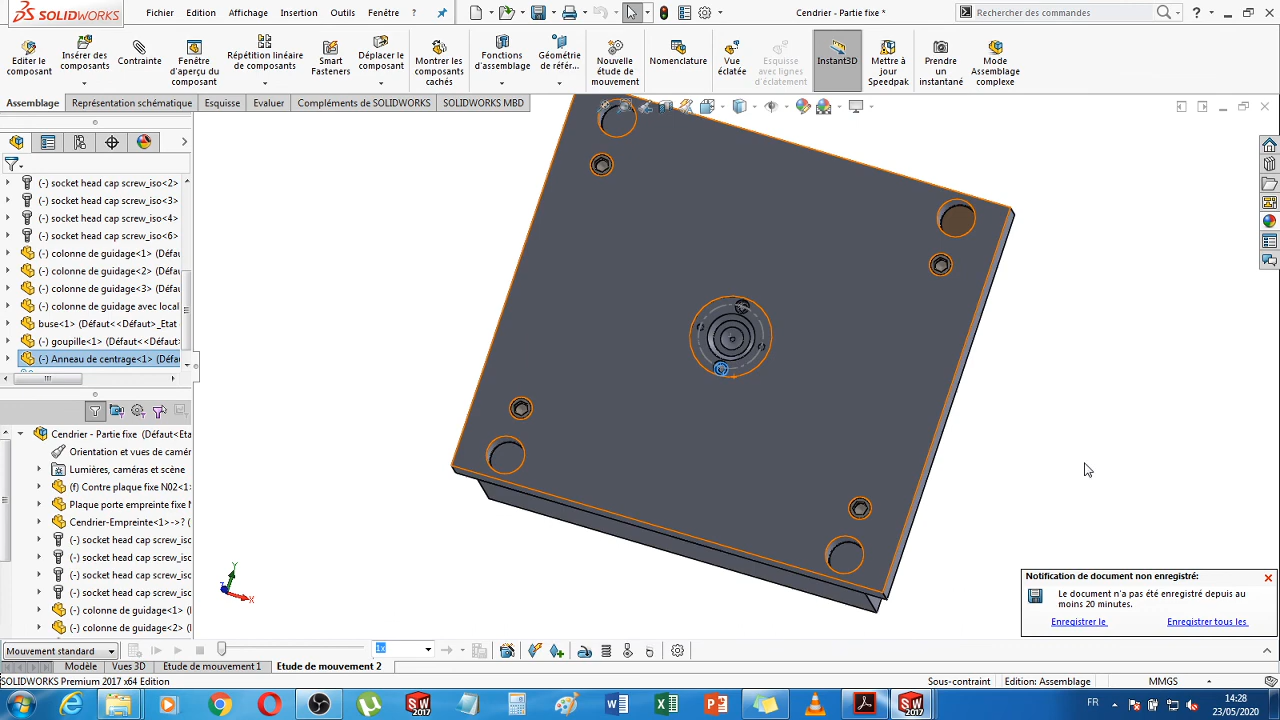 SOLIDWORKS
Fichier Edition Affichage Insertion Outils Fenêtre ?
Cendrier - Partie fixe *
Rechercher des commandes
Editer le composant
Insérer des composants
Contrainte
Fenêtre d'aperçu du composant
Répétition linéaire de composants
Smart Fasteners
Déplacer le composant
Montrer les composants cachés
Fonctions d'assemblage
Géométrie de référ...
Nouvelle étude de mouvement
Nomenclature
Vue éclatée
Esquisse avec lignes d'éclatement
Instant3D
Mettre à jour Speedpak
Prendre un instantané
Mode Assemblage complexe
Assemblage Représentation schématique Esquisse Evaluer Compléments de SOLIDWORKS SOLIDWORKS MBD
(-) socket head cap screw_iso<2>
(-) socket head cap screw_iso<3>
(-) socket head cap screw_iso<4>
(-) socket head cap screw_iso<6>
(-) colonne de guidage<1> (Défau
(-) colonne de guidage<2> (Défau
(-) colonne de guidage<3> (Défau
(-) colonne de guidage avec local
buse<1> (Défaut<<Défaut>_Etat
(-) goupille<1> (Défaut<<Défaut>
(-) Anneau de centrage<1> (Défau
Cendrier - Partie fixe (Défaut<Eta
Orientation et vues de camér
Lumières, caméras et scène
(f) Contre plaque fixe N02<1>
Plaque porte empreinte fixe N
Cendrier-Empreinte<1>->? (
(-) socket head cap screw_isc
(-) socket head cap screw_isc
(-) socket head cap screw_isc
(-) socket head cap screw_isc
(-) colonne de guidage<1> (
(-) colonne de guidage<2> (
Y
X
Z
Notification de document non enregistré:
Le document n'a pas été enregistré depuis au
moins 20 minutes.
Enregistrer le Enregistrer tous les
Mouvement standard
1x
Modèle Vues 3D Etude de mouvement 1 Etude de mouvement 2
SOLIDWORKS Premium 2017 x64 Edition
Sous-contraint Edition: Assemblage MMGS
FR
14:28
23/05/2020